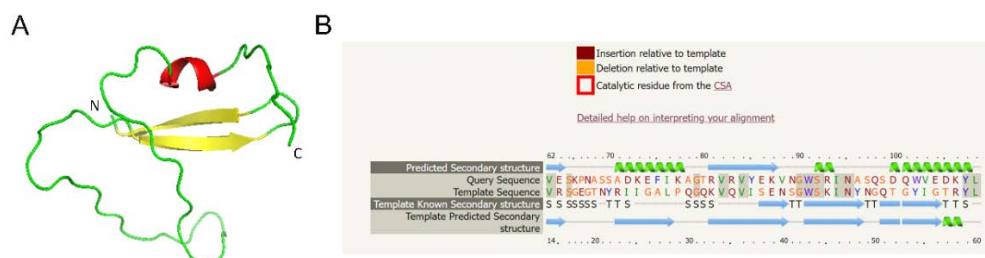 A
B
Insertion relative to template
Deletion relative to template
Catalytic residue from the CSA
Detailed help on interpreting your alignment
N
C
62 70 80 90 100
Predicted Secondary structure
Query Sequence VESKPNASSADKEFIKAGTRVRVYEKVNGWSRINASQSDQWVEDKYL
Template Sequence VRSGEGTNYRIIGALPQGQKVQVISENSGWSKINYNGQTGYIGTRYL
Template Known Secondary structure SSSSSSS TTS SSSS TT TT TTS
Template Predicted Secondary
structure
14 20 30 40 50 60